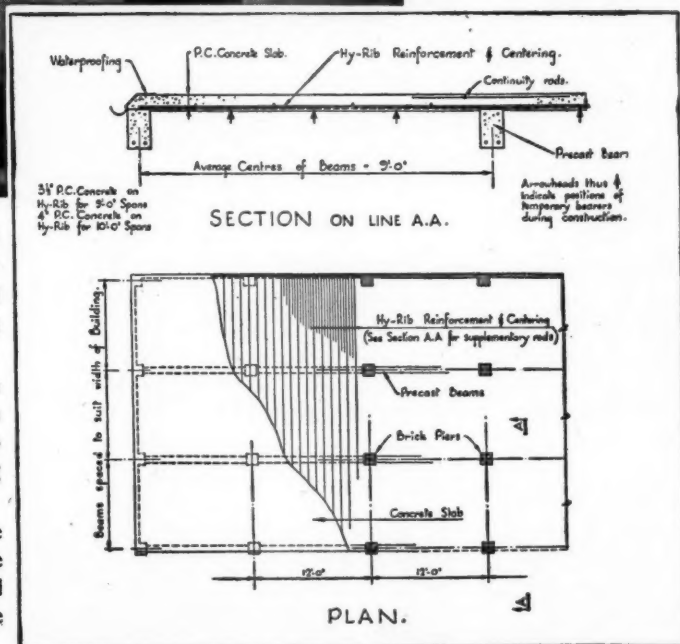 Waterproofing
P.C. Concrete Slab.
Hy-Rib Reinforcement & Centering.
Continuity rods.
Precast Beam
Average Centres of Beams = 9'-0"
3½" P.C. Concrete on
Hy-Rib for 9'-0" Spans
4" P.C. Concrete on
Hy-Rib for 10'-0" Spans
Arrowheads thus
indicate positions of
temporary bearers
during construction.
SECTION ON LINE A.A.
Beams spaced to suit width of Building.
Hy-Rib Reinforcement & Centering
(See Section A.A for supplementary rods)
Precast Beams
A
Brick Piers
Concrete Slab
12'-0"
12'-0"
A
PLAN.